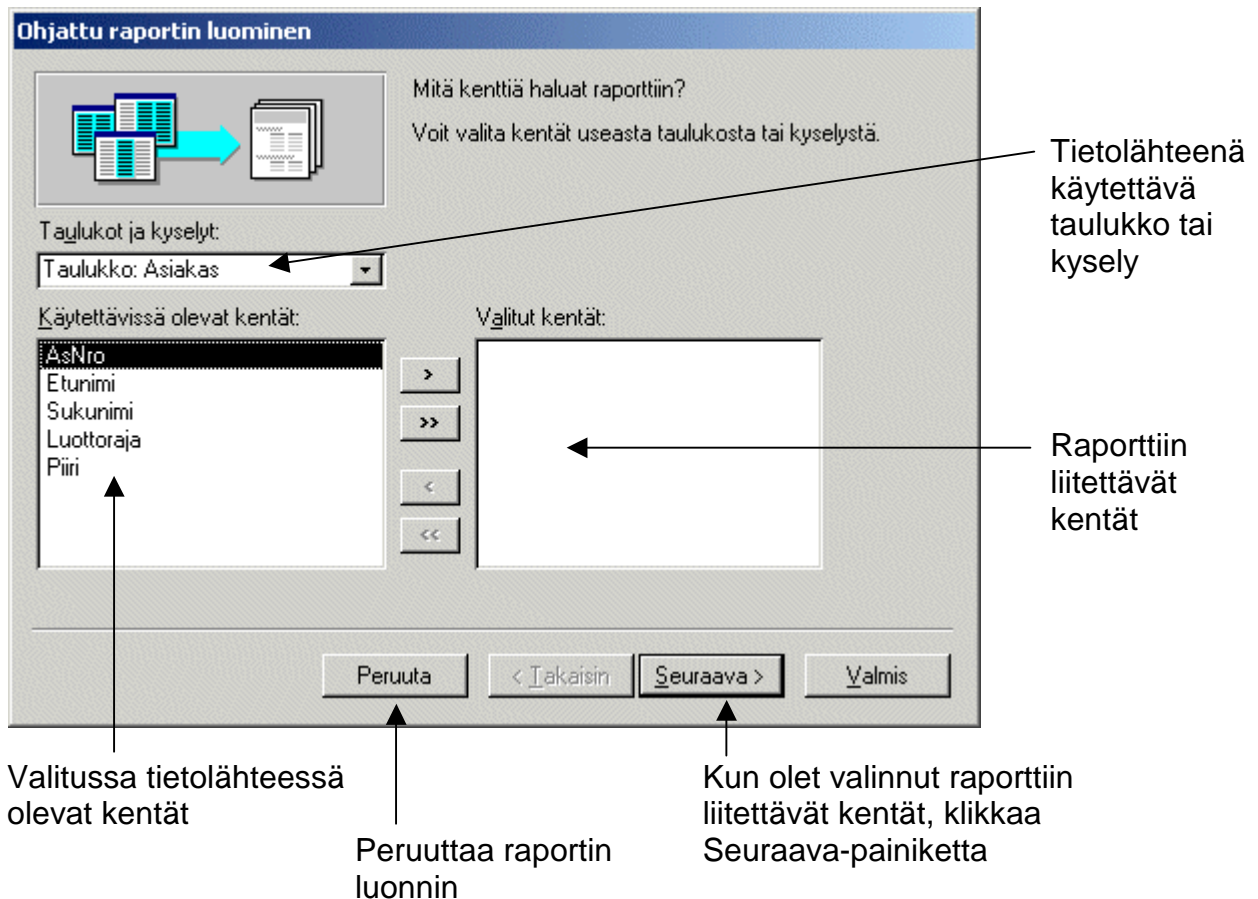 Ohjattu raportin luominen
Mitä kenttiä haluat raporttiin?
Voit valita kentät useasta taulukosta tai kyselystä.
Tietolähteenä
käytettävä
taulukko tai
kysely
Taulukot ja kyselyt:
Taulukko: Asiakas
Käytettävissä olevat kentät:
Valitut kentät:
AsNro
Etunimi
Sukunimi
Luottoraja
Piiri
>
>>
<
<<
Raporttiin
liitettävät
kentät
Peruuta
< Takaisin
Seuraava >
Valmis
Valitussa tietolähteessä
olevat kentät
Peruuttaa raportin
luonnin
Kun olet valinnut raporttiin
liitettävät kentät, klikkaa
Seuraava-painiketta